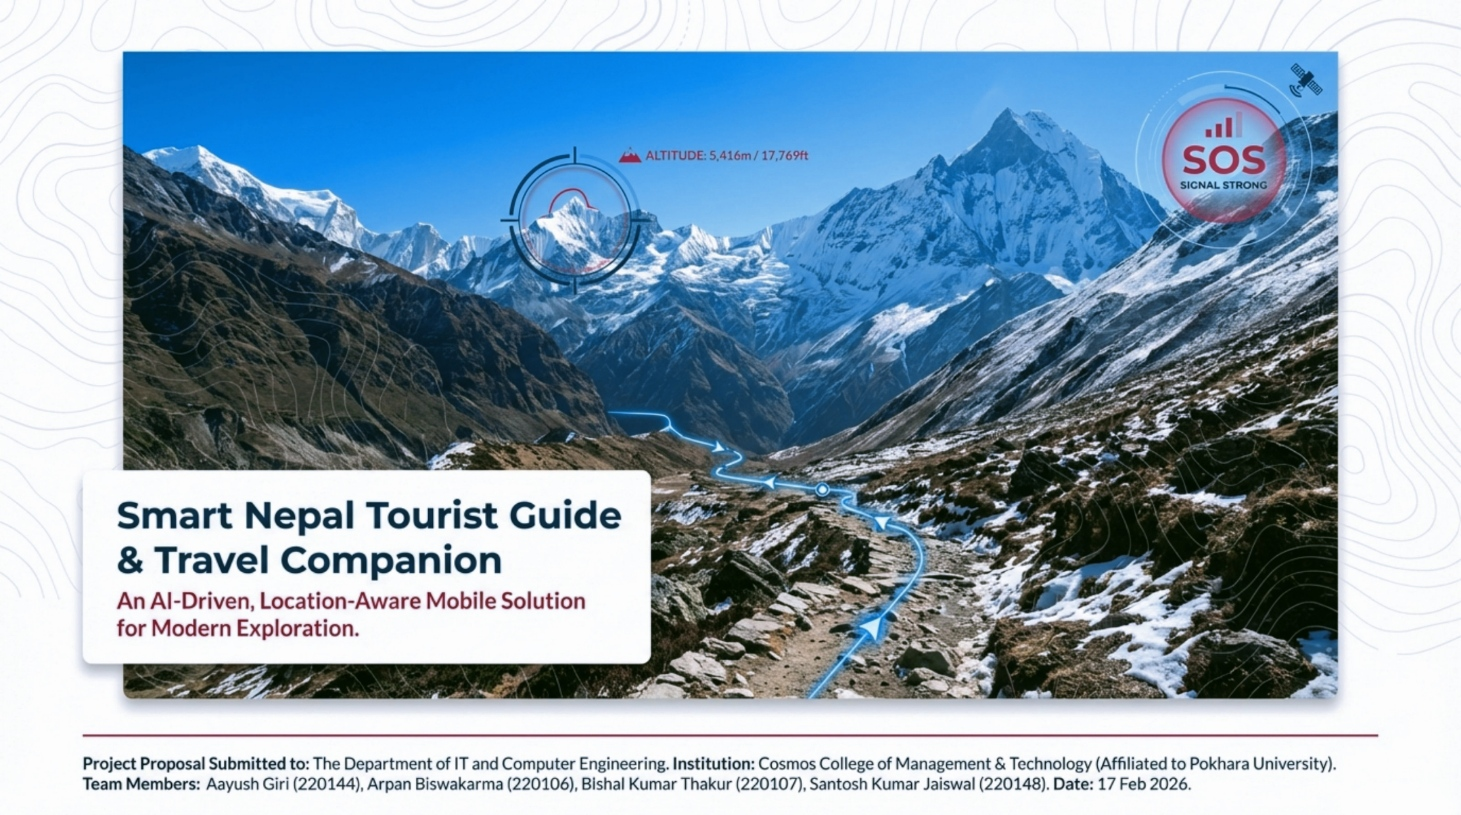 ALTITUDE: 5,416m / 17,769ft
SOS
SIGNAL STRONG
Smart Nepal Tourist Guide
& Travel Companion
An AI-Driven, Location-Aware Mobile Solution
for Modern Exploration.
Project Proposal Submitted to: The Department of IT and Computer Engineering. Institution: Cosmos College of Management & Technology (Affiliated to Pokhara University).
Team Members: Aayush Giri (220144), Arpan Biswakarma (220106), BIshal Kumar Thakur (220107), Santosh Kumar Jaiswal (220148). Date: 17 Feb 2026.